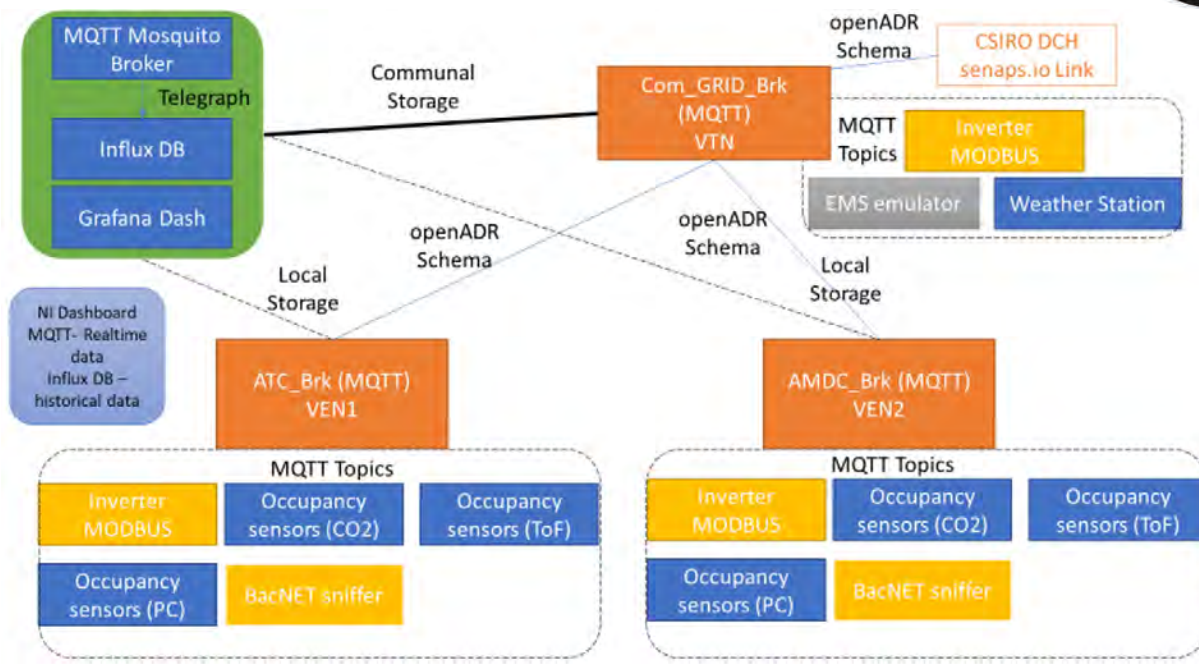 MQTT Mosquito
Broker
Telegraph
Influx DB
Grafana Dash
Communal
Storage
openADR
Schema
CSIRO DCH
senaps.io Link
Com_GRID_Brk
(MQTT)
VTN
MQTT
Topics
Inverter
MODBUS
EMS emulator
Weather Station
openADR
Schema
openADR
Schema
Local
Storage
Local
Storage
NI Dashboard
MQTT- Realtime
data
Influx DB –
historical data
ATC_Brk (MQTT)
VEN1
AMDC_Brk (MQTT)
VEN2
MQTT Topics
Inverter
MODBUS
Occupancy
sensors (CO2)
Occupancy
sensors (ToF)
Occupancy
sensors (PC)
BacNET sniffer
MQTT Topics
Inverter
MODBUS
Occupancy
sensors (CO2)
Occupancy
sensors (ToF)
Occupancy
sensors (PC)
BacNET sniffer